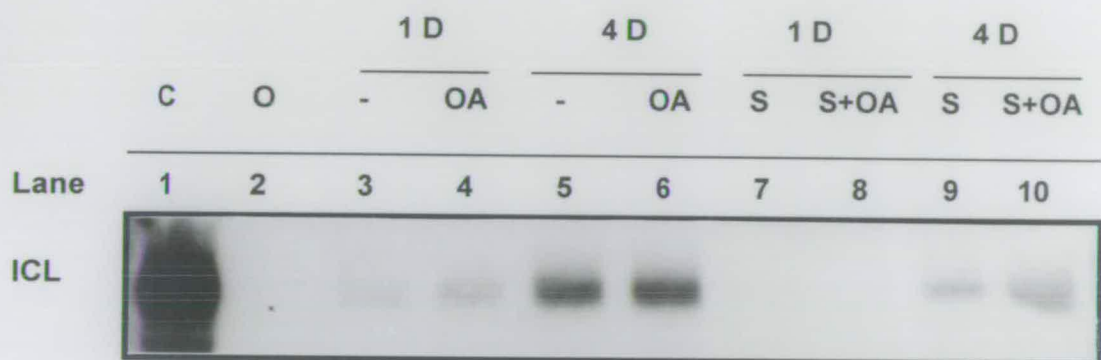 1 D 4 D 1 D 4 D
C O - OA - OA S S+OA S S+OA
Lane 1 2 3 4 5 6 7 8 9 10
ICL